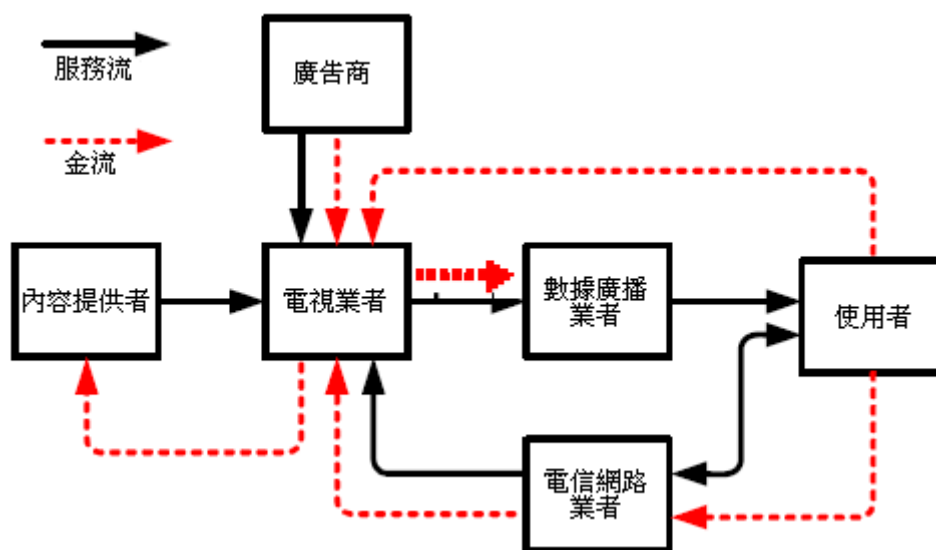 服務流
金流
廣告商
內容提供者
電視業者
數據廣播
業者
使用者
電信網路
業者